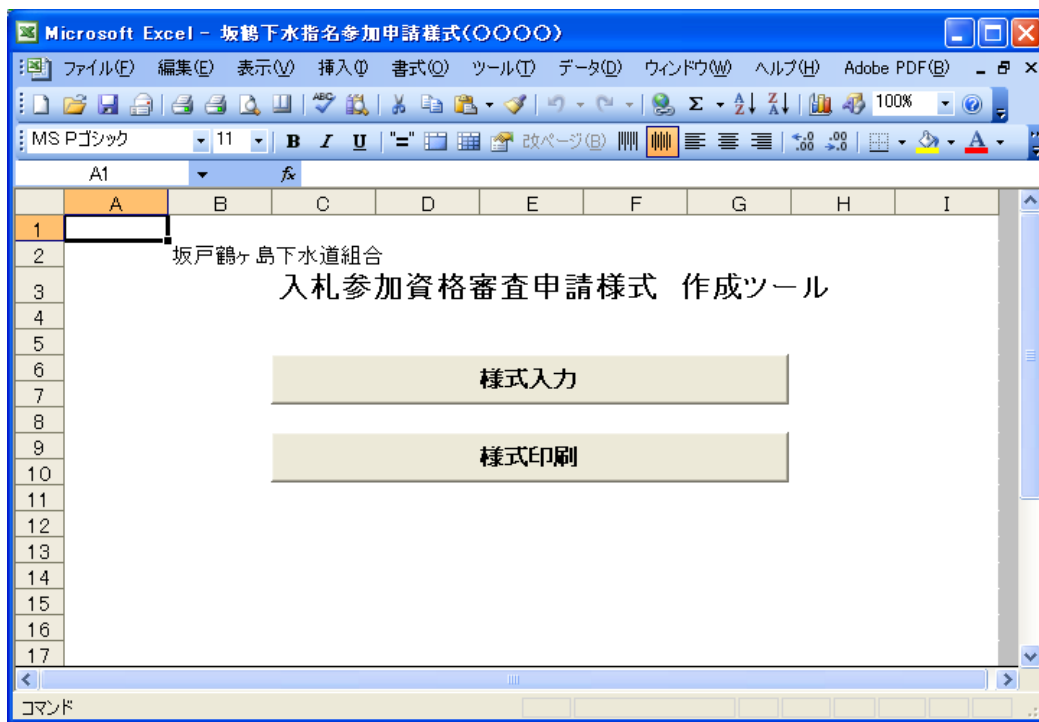 Microsoft Excel - 坂鶴下水指名参加申請様式(〇〇〇〇)
ファイル(F) 編集(E) 表示(V) 挿入(I) 書式(O) ツール(T) データ(D) ウィンドウ(W) ヘルプ(H) Adobe PDF(B)
ABC Σ A Z Z A 100%
MS Pゴシック 11 B I U "=" 改ページ(B) A
A1 fx
A B C D E F G H I
1
2 坂戸鶴ヶ島下水道組合
3 入札参加資格審査申請様式 作成ツール
4
5
6
様式入力
7
8
9
様式印刷
10
11
12
13
14
15
16
17
コマンド